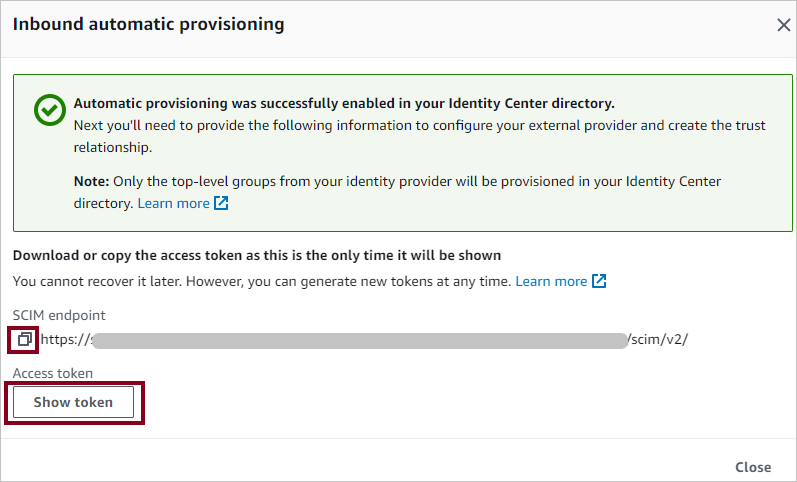 Inbound automatic provisioning
Automatic provisioning was successfully enabled in your Identity Center directory.
Next you'll need to provide the following information to configure your external provider and create the trust
relationship.
Note: Only the top-level groups from your identity provider will be provisioned in your Identity Center
directory. Learn more
Download or copy the access token as this is the only time it will be shown
You cannot recover it later. However, you can generate new tokens at any time. Learn more
SCIM endpoint
https:// /scim/v2/
Access token
Show token
Close